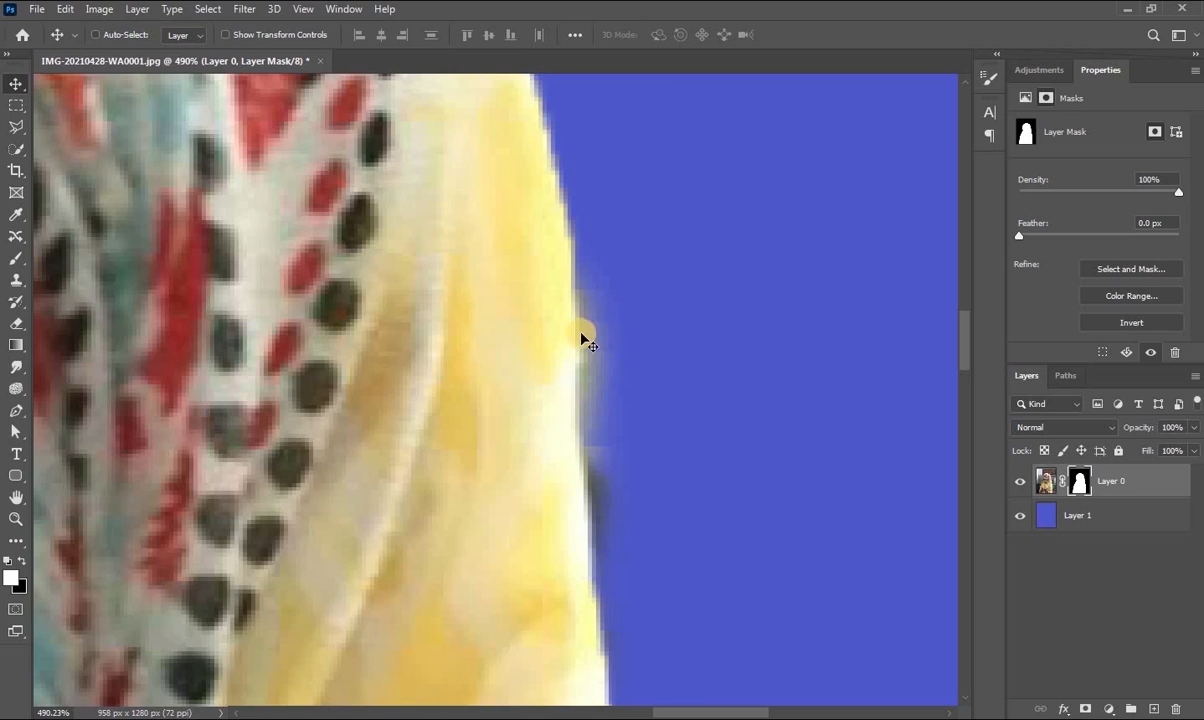 Ps File Edit Image Layer Type Select Filter 3D View Window Help
Auto-Select: Layer Show Transform Controls 3D Mode:
IMG-20210428-WA0001.jpg @ 490% (Layer 0, Layer Mask/8) * ×
Adjustments Properties
Masks
Layer Mask
Density: 100%
Feather: 0.0 px
Refine: Select and Mask...
Color Range...
Invert
Layers Paths
Kind
Normal Opacity: 100%
Lock: Fill: 100%
Layer 0
Layer 1
490.23% 958 px x 1280 px (72 ppi)